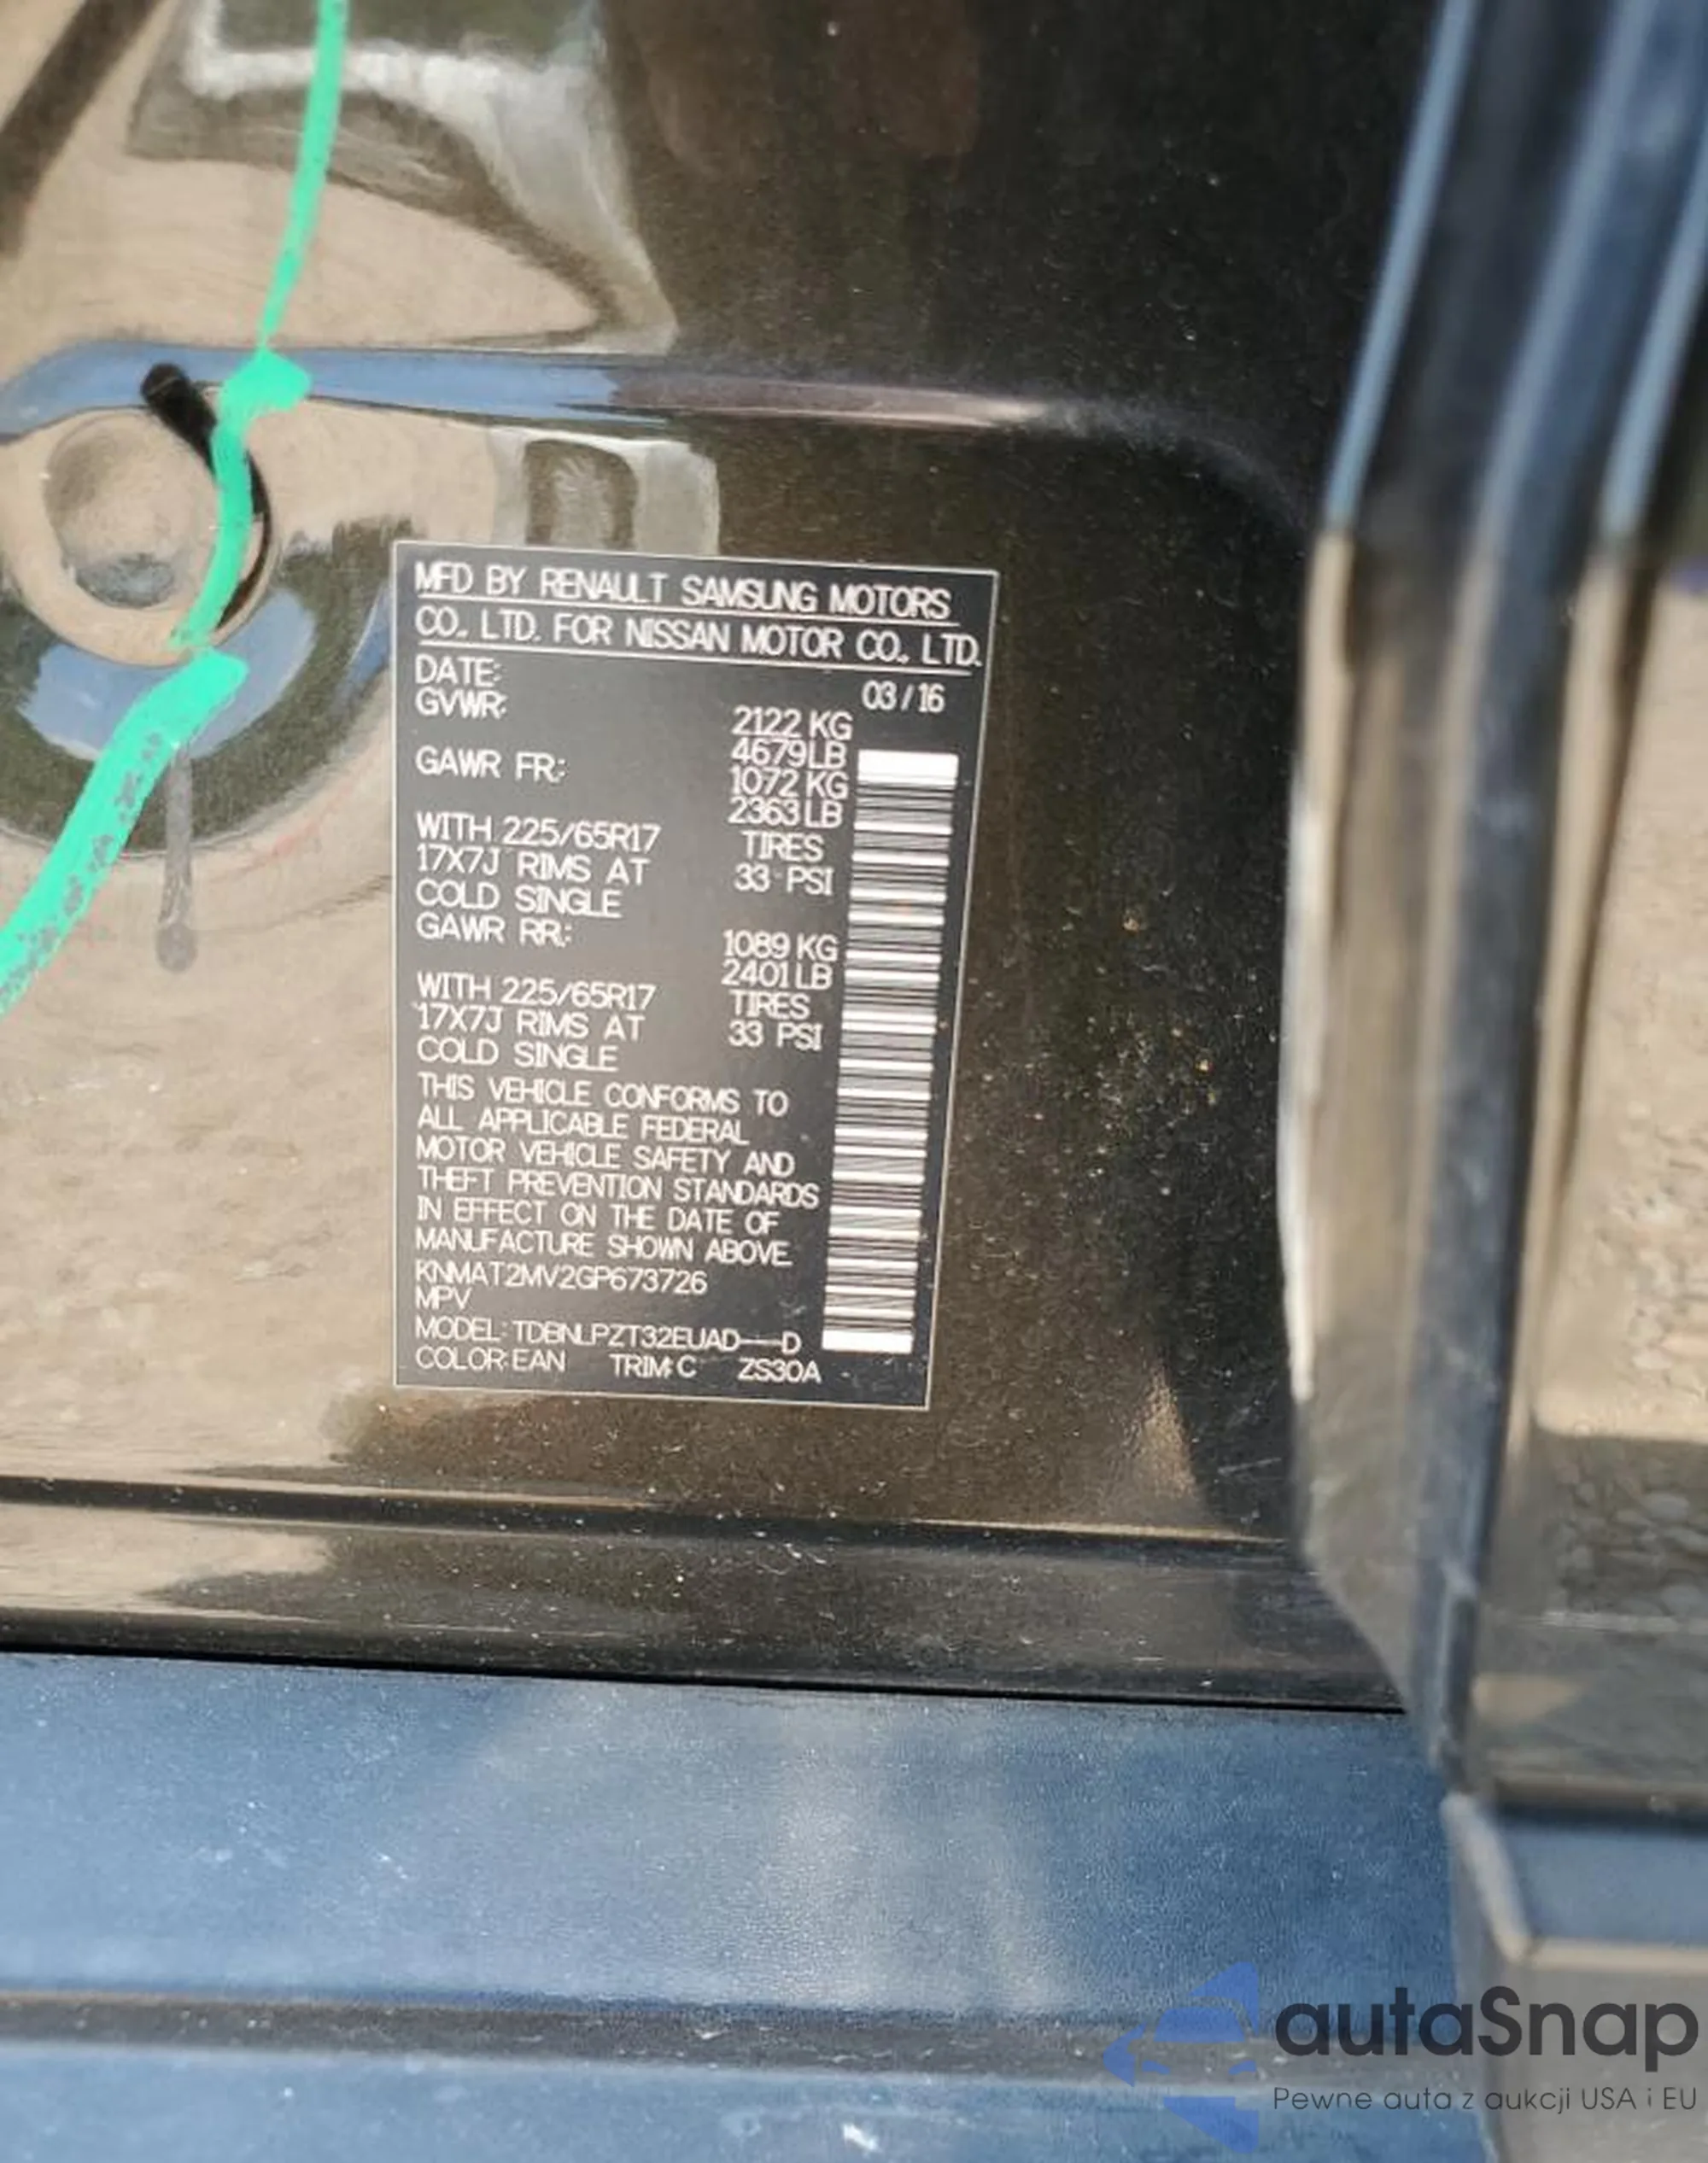 MFD BY RENAULT SAMSUNG MOTORS
CO., LTD. FOR NISSAN MOTOR CO., LTD.
DATE: 03/16
GVWR: 2122 KG
4679LB
GAWR FR.: 1072 KG
2363LB
WITH 225/65R17 TIRES
17X7J RIMS AT 33 PSI
COLD SINGLE
GAWR RR.: 1089 KG
2401LB
WITH 225/65R17 TIRES
17X7J RIMS AT 33 PSI
COLD SINGLE
THIS VEHICLE CONFORMS TO
ALL APPLICABLE FEDERAL
MOTOR VEHICLE SAFETY AND
THEFT PREVENTION STANDARDS
IN EFFECT ON THE DATE OF
MANUFACTURE SHOWN ABOVE.
KNMAT2MV2GP673726
MPV
MODEL: TDBNLPZT32EUAD---D
COLOR: EAN TRIM: C ZS30A
autaSnap
Pewne auta z aukcji USA i EU